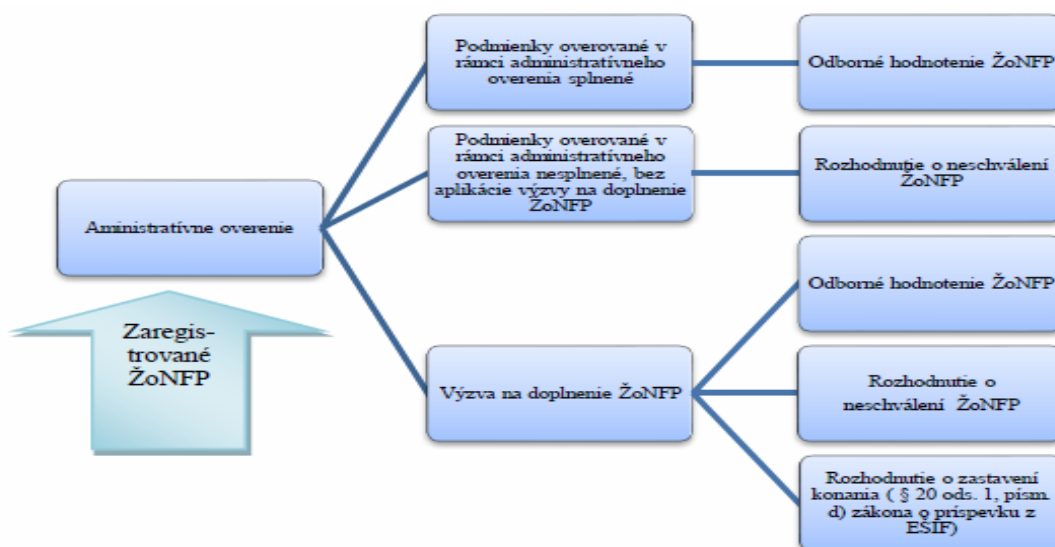 Podmienky overované v
rámci administratívneho
overenia splnené
Odborné hodnotenie ŽoNFP
Podmienky overované v
rámci administratívneho
overenia nesplnené, bez
aplikácie výzvy na doplnenie
ŽoNFP
Rozhodnutie o neschválení
ŽoNFP
Aministratívne overenie
Zaregis-
trované
ŽoNFP
Výzva na doplnenie ŽoNFP
Odborné hodnotenie ŽoNFP
Rozhodnutie o
neschválení ŽoNFP
Rozhodnutie o zastavení
konania ( § 20 ods. 1, písm.
d) zákona o príspevku z
EŠIF)